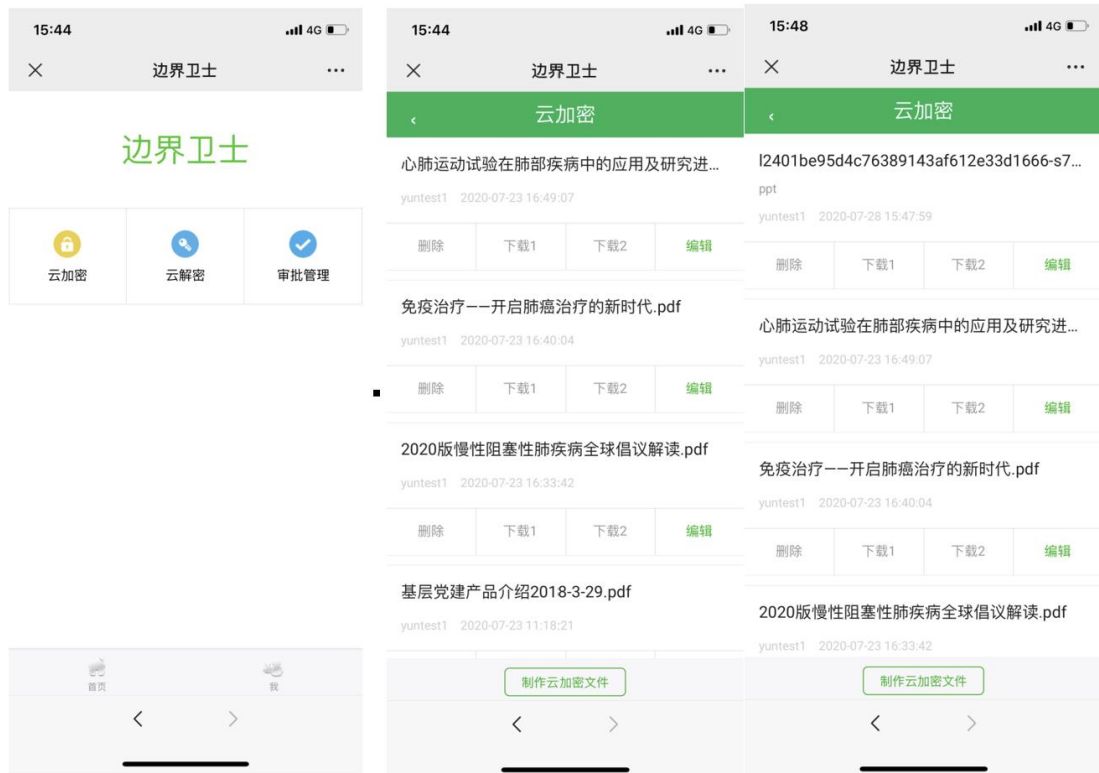 15:44
4G
边界卫士
边界卫士
云加密
云解密
审批管理
首页
我
15:44
4G
边界卫士
云加密
心肺运动试验在肺部疾病中的应用及研究进...
yuntest1 2020-07-23 16:49:07
删除 下载1 下载2 编辑
免疫治疗——开启肺癌治疗的新时代.pdf
yuntest1 2020-07-23 16:40:04
删除 下载1 下载2 编辑
2020版慢性阻塞性肺疾病全球倡议解读.pdf
yuntest1 2020-07-23 16:33:42
删除 下载1 下载2 编辑
基层党建产品介绍2018-3-29.pdf
yuntest1 2020-07-23 11:18:21
制作云加密文件
15:48
4G
边界卫士
云加密
l2401be95d4c76389143af612e33d1666-s7...
ppt
yuntest1 2020-07-28 15:47:59
删除 下载1 下载2 编辑
心肺运动试验在肺部疾病中的应用及研究进...
yuntest1 2020-07-23 16:49:07
删除 下载1 下载2 编辑
免疫治疗——开启肺癌治疗的新时代.pdf
yuntest1 2020-07-23 16:40:04
删除 下载1 下载2 编辑
2020版慢性阻塞性肺疾病全球倡议解读.pdf
yuntest1 2020-07-23 16:33:42
制作云加密文件